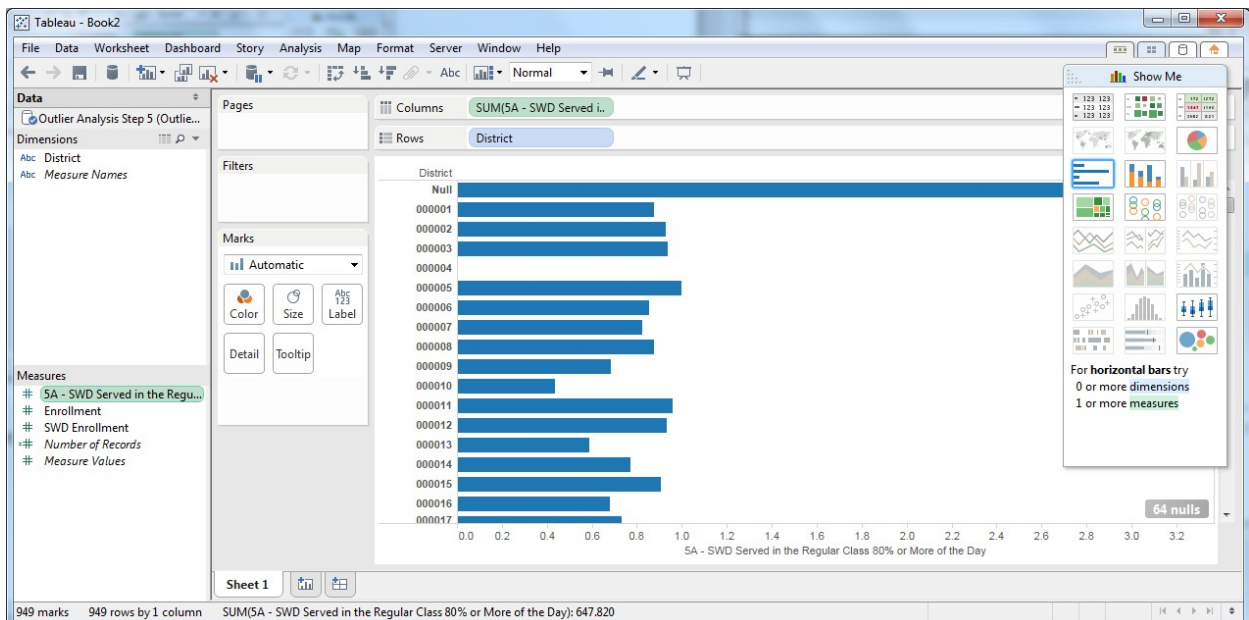 Tableau - Book2
File Data Worksheet Dashboard Story Analysis Map Format Server Window Help
Abc Normal
Data
Outlier Analysis Step 5 (Outlie...
Dimensions
Abc District
Abc Measure Names
Measures
# 5A - SWD Served in the Regu...
# Enrollment
# SWD Enrollment
=# Number of Records
# Measure Values
Pages
Filters
Marks
Automatic
Color
Size
Abc
123
Label
Detail
Tooltip
Columns SUM(5A - SWD Served i..
Rows District
District
Null
000001
000002
000003
000004
000005
000006
000007
000008
000009
000010
000011
000012
000013
000014
000015
000016
000017
0.0 0.2 0.4 0.6 0.8 1.0 1.2 1.4 1.6 1.8 2.0 2.2 2.4 2.6 2.8 3.0 3.2
5A - SWD Served in the Regular Class 80% or More of the Day
64 nulls
Show Me
123 123
123 123
123 123
For horizontal bars try
0 or more dimensions
1 or more measures
Sheet 1
949 marks 949 rows by 1 column SUM(5A - SWD Served in the Regular Class 80% or More of the Day): 647.820